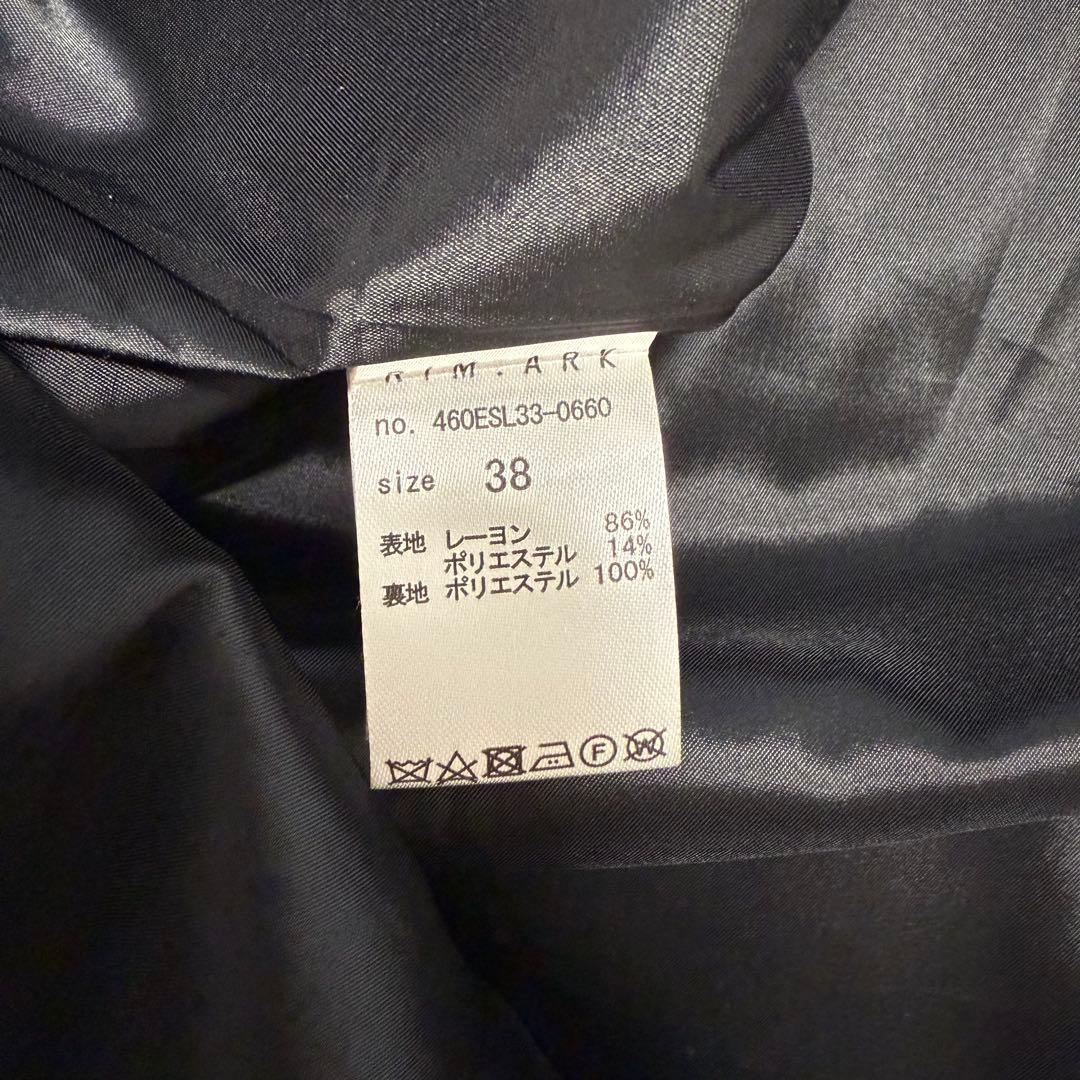 RIM.ARK
no. 460ESL33-0660
size 38
表地 レーヨン 86%
ポリエステル 14%
裏地 ポリエステル 100%
F W